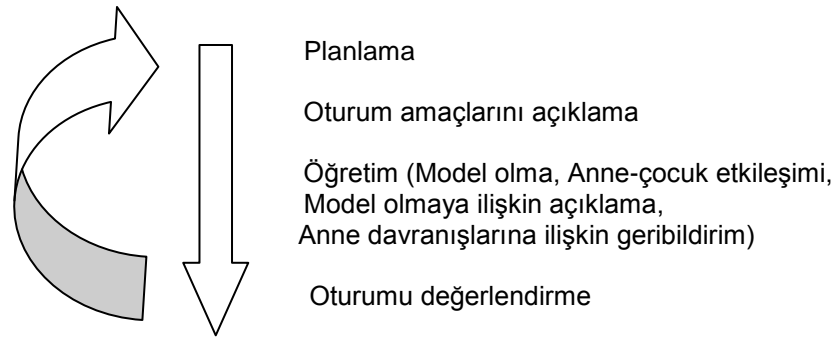 Planlama
Oturum amaçlarını açıklama
Öğretim (Model olma, Anne-çocuk etkileşimi,
Model olmaya ilişkin açıklama,
Anne davranışlarına ilişkin geribildirim)
Oturumu değerlendirme